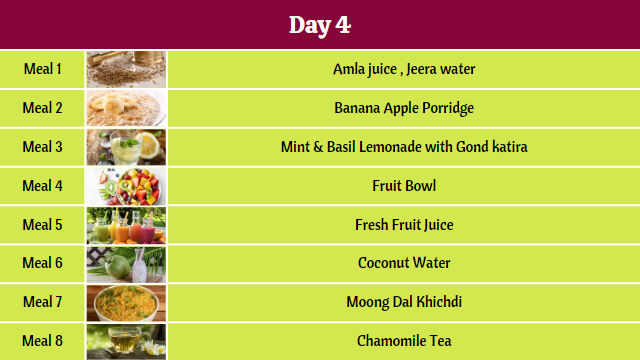 Day 4
Meal 1 Amla juice , Jeera water
Meal 2 Banana Apple Porridge
Meal 3 Mint & Basil Lemonade with Gond katira
Meal 4 Fruit Bowl
Meal 5 Fresh Fruit Juice
Meal 6 Coconut Water
Meal 7 Moong Dal Khichdi
Meal 8 Chamomile Tea